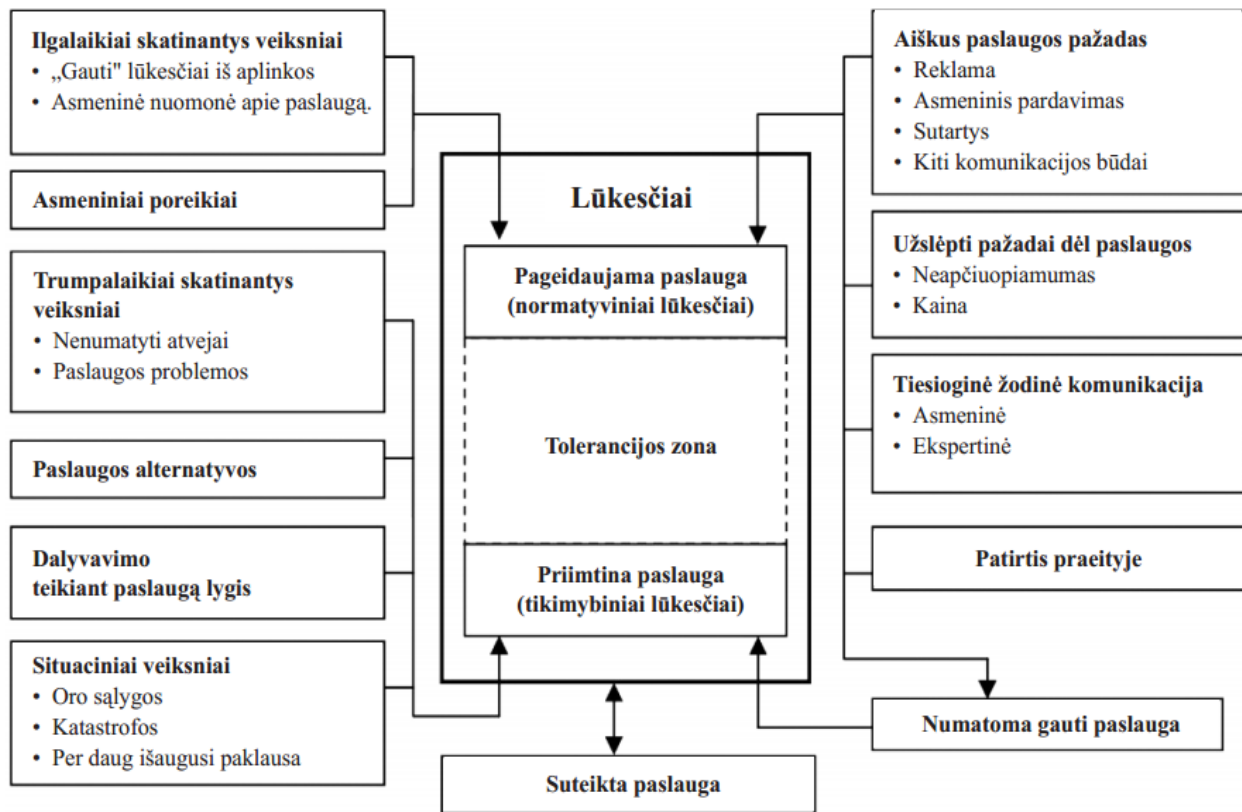 Ilgalaikiai skatinantys veiksniai
• „Gauti" lūkesčiai iš aplinkos
• Asmeninė nuomonė apie paslaugą.
Asmeniniai poreikiai
Trumpalaikiai skatinantys
veiksniai
• Nenumatyti atvejai
• Paslaugos problemos
Paslaugos alternatyvos
Dalyvavimo
teikiant paslaugą lygis
Situaciniai veiksniai
• Oro sąlygos
• Katastrofos
• Per daug išaugusi paklausa
Lūkesčiai
Pageidaujama paslauga
(normatyviniai lūkesčiai)
Tolerancijos zona
Priimtina paslauga
(tikimybiniai lūkesčiai)
Suteikta paslauga
Aiškus paslaugos pažadas
• Reklama
• Asmeninis pardavimas
• Sutartys
• Kiti komunikacijos būdai
Užslėpti pažadai dėl paslaugos
• Neapčiuopiamumas
• Kaina
Tiesioginė žodinė komunikacija
• Asmeninė
• Ekspertinė
Patirtis praeityje
Numatoma gauti paslauga